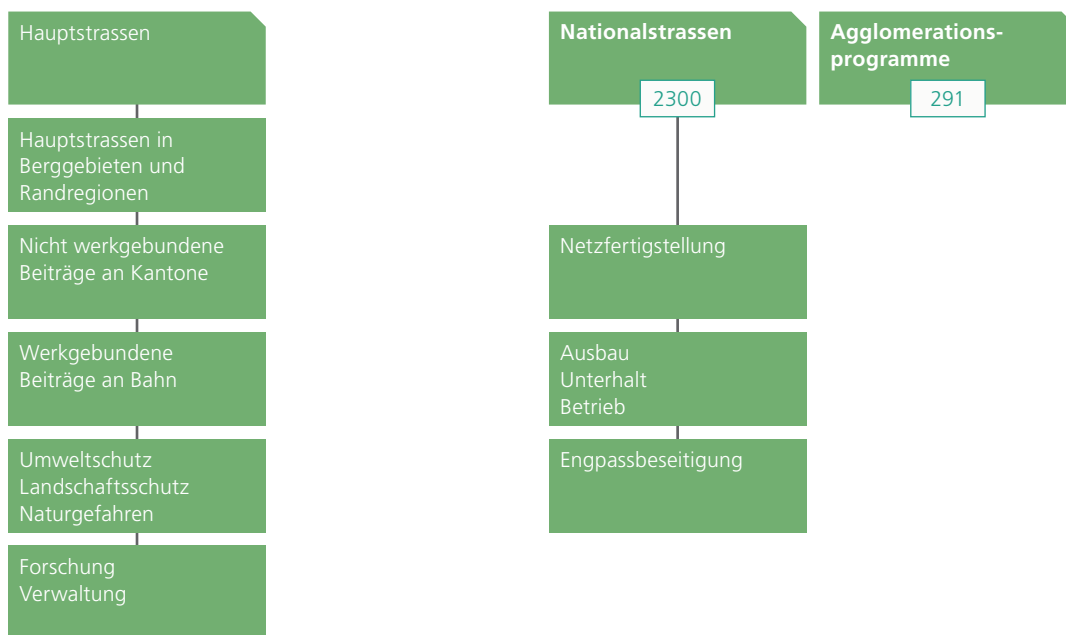 Hauptstrassen
Hauptstrassen in
Berggebieten und
Randregionen
Nicht werkgebundene
Beiträge an Kantone
Werkgebundene
Beiträge an Bahn
Umweltschutz
Landschaftsschutz
Naturgefahren
Forschung
Verwaltung
Nationalstrassen
2300
Netzfertigstellung
Ausbau
Unterhalt
Betrieb
Engpassbeseitigung
Agglomerations-
programme
291